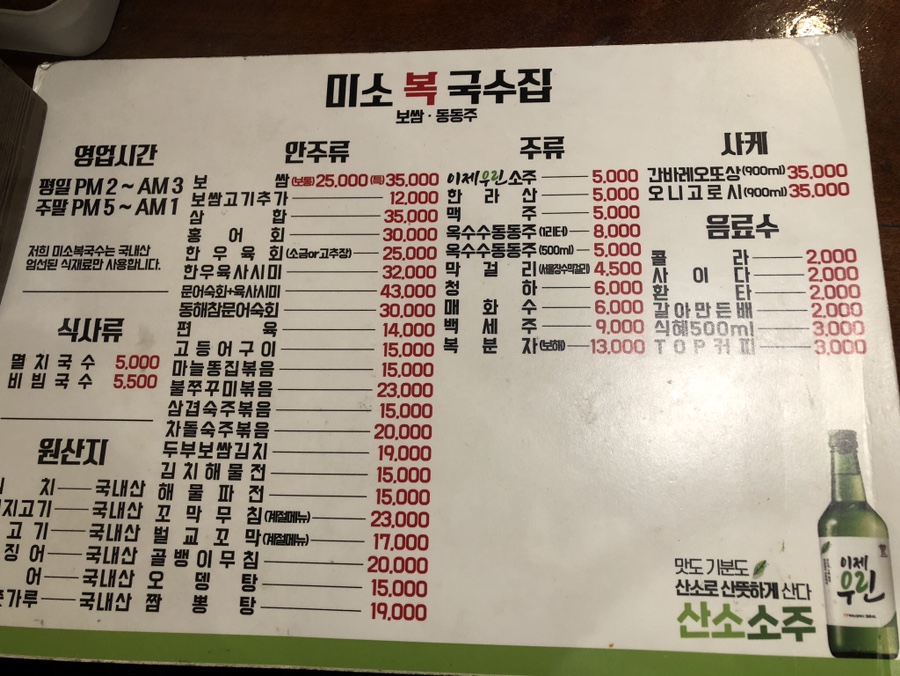 미소 복 국수집
보쌈 · 동동주
영업시간
평일 PM 2 ~ AM 3
주말 PM 5 ~ AM 1
저희 미소복국수는 국내산
엄선된 식재료만 사용합니다.
식사류
멸치국수 5,000
비빔국수 5,500
원산지
치 국내산
지고기 국내산
고기 국내산
징어 국내산
어 국내산
가루 국내산
안주류
보쌈 (보통)25,000 (특)35,000
보쌈고기추가 12,000
삼합 35,000
홍어회 30,000
한우육회(소금or고추장) 25,000
한우육사시미 32,000
문어숙회+육사시미 43,000
동해참문어숙회 30,000
편육 14,000
고등어구이 15,000
마늘똥집볶음 15,000
불쭈꾸미볶음 23,000
삼겹숙주볶음 15,000
차돌숙주볶음 20,000
두부보쌈김치 19,000
김치해물전 15,000
해물파전 15,000
꼬막무침(계절메뉴) 23,000
벌교꼬막(계절메뉴) 17,000
골뱅이무침 20,000
오뎅탕 15,000
짬뽕탕 19,000
주류
이제우린소주 5,000
한라산 5,000
맥주 5,000
옥수수동동주(1리터) 8,000
옥수수동동주(500ml) 5,000
막걸리(서울장수막걸리) 4,500
청하 6,000
매화수 6,000
백세주 9,000
복분자(보해) 13,000
사케
간바레오또상(900ml) 35,000
오니고로시(900ml) 35,000
음료수
콜라 2,000
사이다 2,000
환타 2,000
갈아만든배 2,000
식혜500ml 3,000
TOP커피 3,000
맛도 기분도
산소로 산뜻하게 산다
산소소주
이제
우린